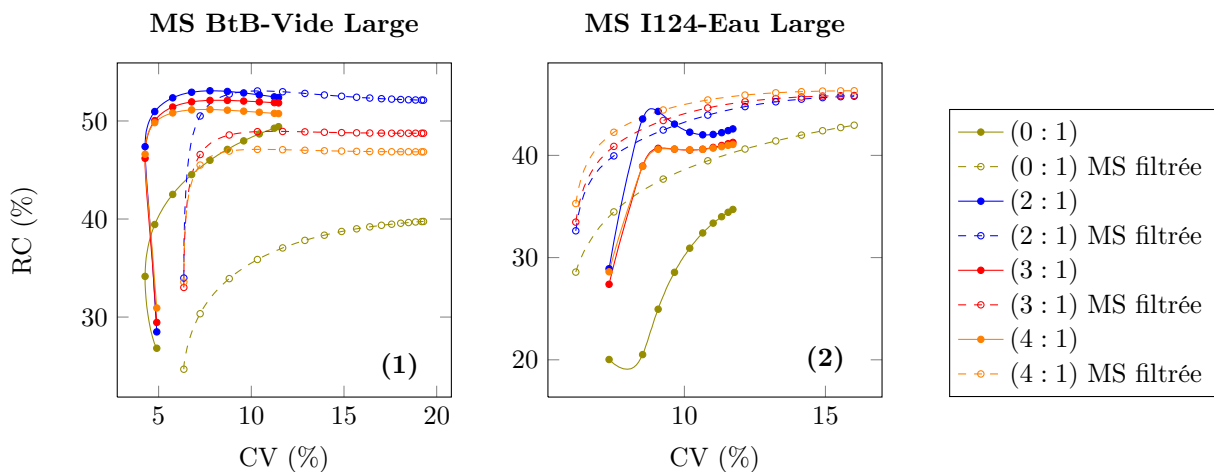 MS BtB-Vide Large
MS I124-Eau Large
RC (%)
50
40
30
5
10
15
20
CV (%)
(1)
40
30
20
10
15
CV (%)
(2)
(0 : 1)
(0 : 1) MS filtrée
(2 : 1)
(2 : 1) MS filtrée
(3 : 1)
(3 : 1) MS filtrée
(4 : 1)
(4 : 1) MS filtrée